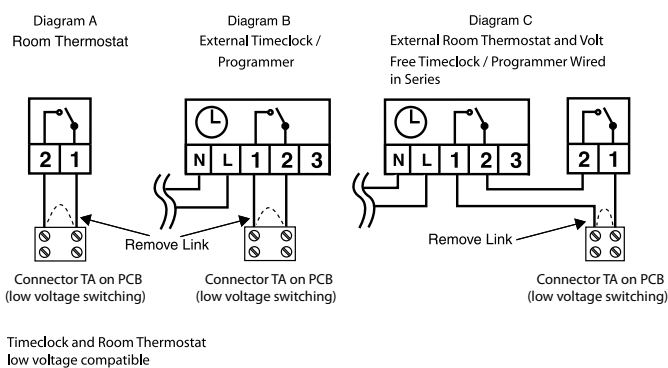 Diagram A
Room Thermostat
Diagram B
External Timeclock /
Programmer
Diagram C
External Room Thermostat and Volt
Free Timeclock / Programmer Wired
in Series
2 1
N L 1 2 3
N L 1 2 3
2 1
Remove Link
Remove Link
Connector TA on PCB
(low voltage switching)
Connector TA on PCB
(low voltage switching)
Connector TA on PCB
(low voltage switching)
Timeclock and Room Thermostat
low voltage compatible